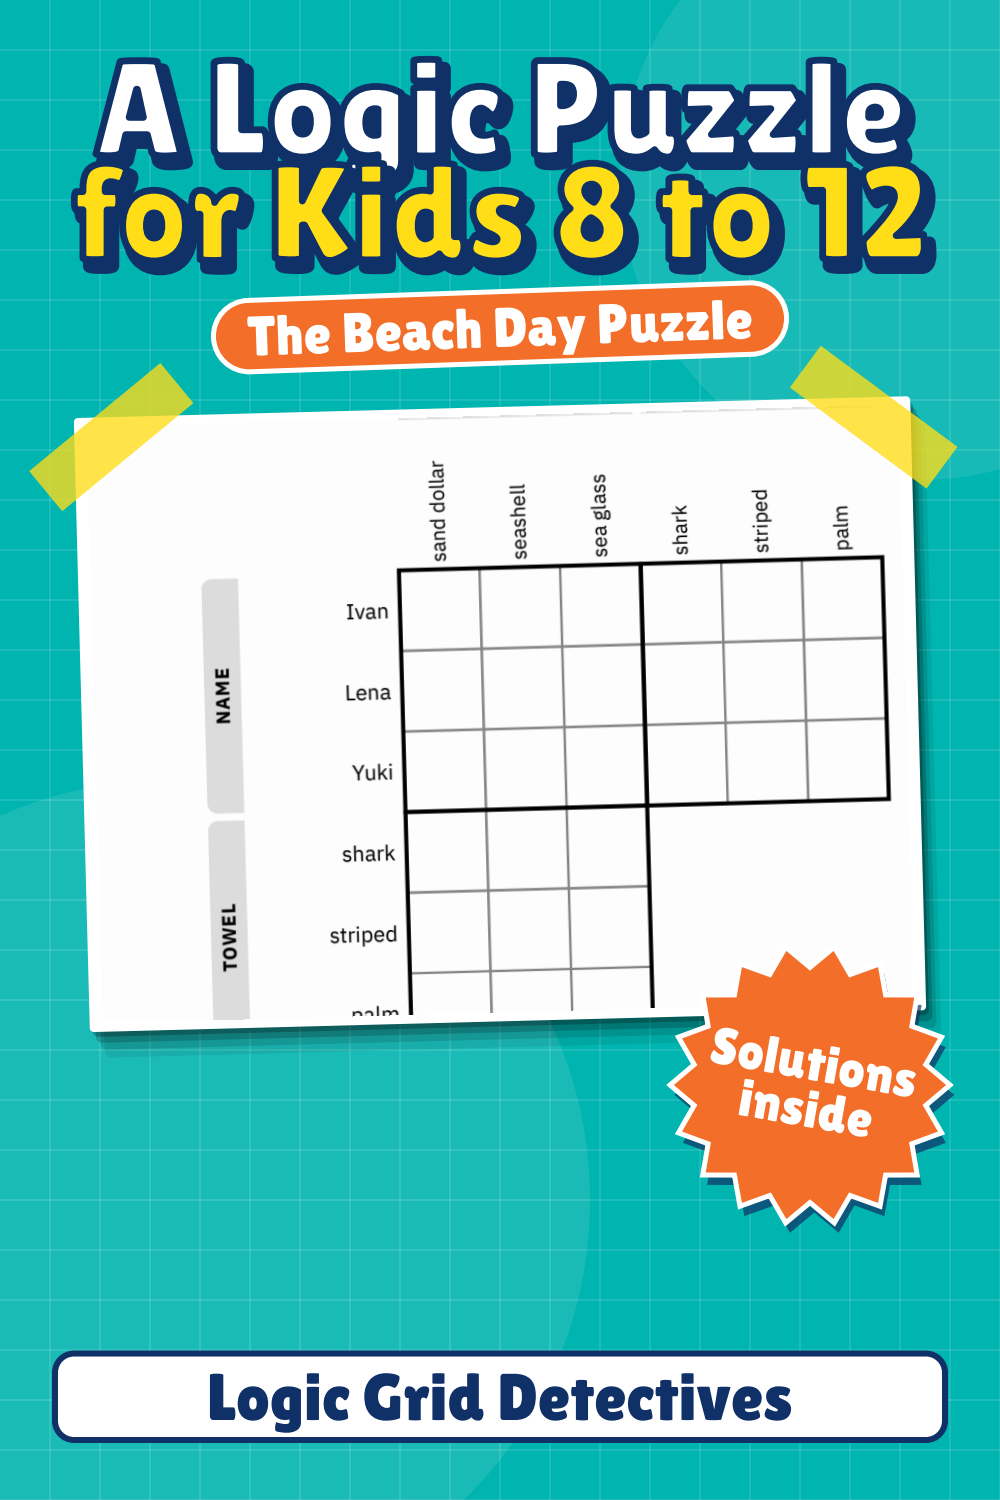 A Logic Puzzle
for Kids 8 to 12
The Beach Day Puzzle
sand dollar
seashell
sea glass
shark
striped
palm
NAME
Ivan
Lena
Yuki
TOWEL
shark
striped
palm
Solutions
inside
Logic Grid Detectives